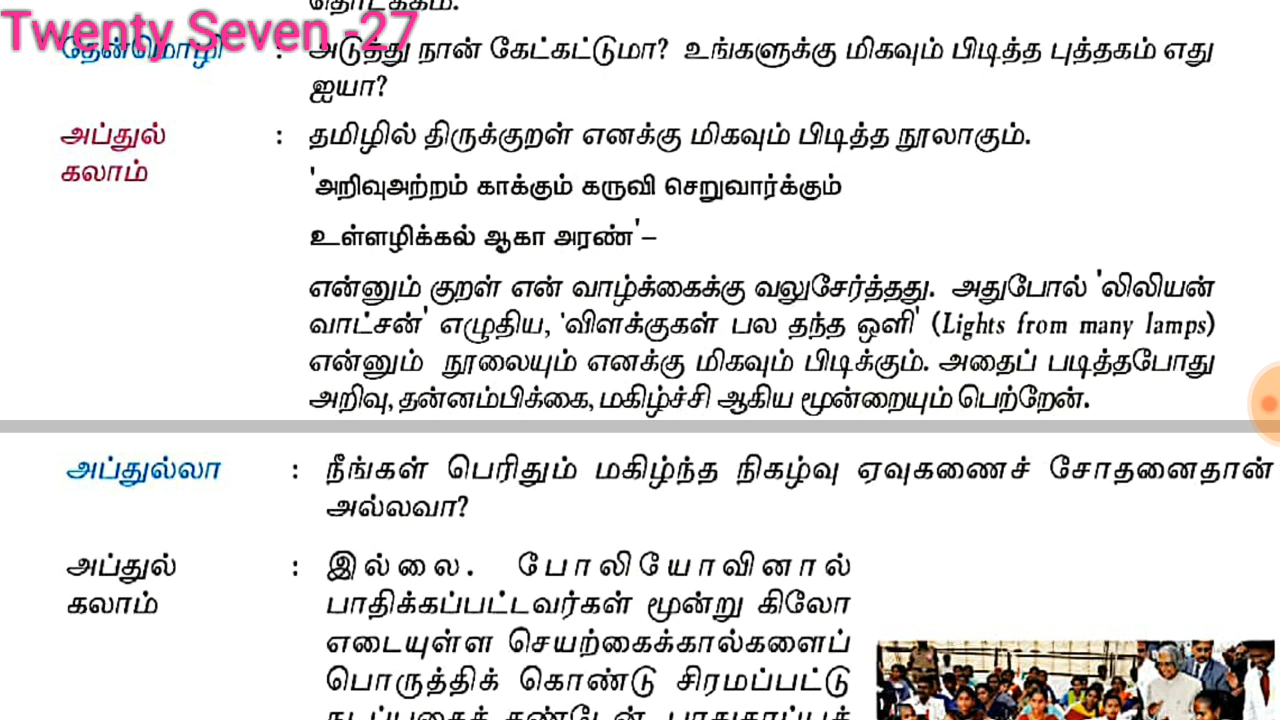 தொடக்கம்.
Twenty Seven -27
தேன்மொழி : அடுத்து நான் கேட்கட்டுமா? உங்களுக்கு மிகவும் பிடித்த புத்தகம் எது
ஐயா?
அப்துல் : தமிழில் திருக்குறள் எனக்கு மிகவும் பிடித்த நூலாகும்.
கலாம்
'அறிவுஅற்றம் காக்கும் கருவி செறுவார்க்கும்
உள்ளழிக்கல் ஆகா அரண்'–
என்னும் குறள் என் வாழ்க்கைக்கு வலுசேர்த்தது. அதுபோல் 'லிலியன்
வாட்சன்' எழுதிய, 'விளக்குகள் பல தந்த ஒளி' (Lights from many lamps)
என்னும் நூலையும் எனக்கு மிகவும் பிடிக்கும். அதைப் படித்தபோது
அறிவு, தன்னம்பிக்கை, மகிழ்ச்சி ஆகிய மூன்றையும் பெற்றேன்.
அப்துல்லா : நீங்கள் பெரிதும் மகிழ்ந்த நிகழ்வு ஏவுகணைச் சோதனைதான்
அல்லவா?
அப்துல் : இல்லை. போலியோவினால்
கலாம் பாதிக்கப்பட்டவர்கள் மூன்று கிலோ
எடையுள்ள செயற்கைக்கால்களைப்
பொருத்திக் கொண்டு சிரமப்பட்டு